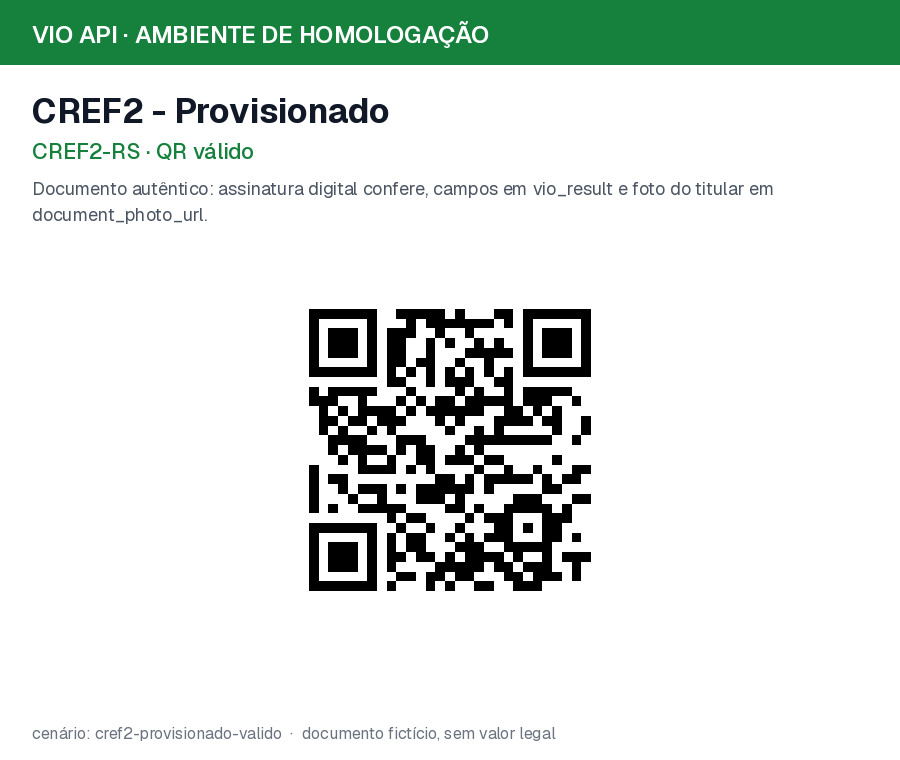 VIO API · AMBIENTE DE HOMOLOGAÇÃO
CREF2 - Provisionado
CREF2-RS · QR válido
Documento autêntico: assinatura digital confere, campos em vio_result e foto do titular em
document_photo_url.
cenário: cref2-provisionado-valido · documento fictício, sem valor legal